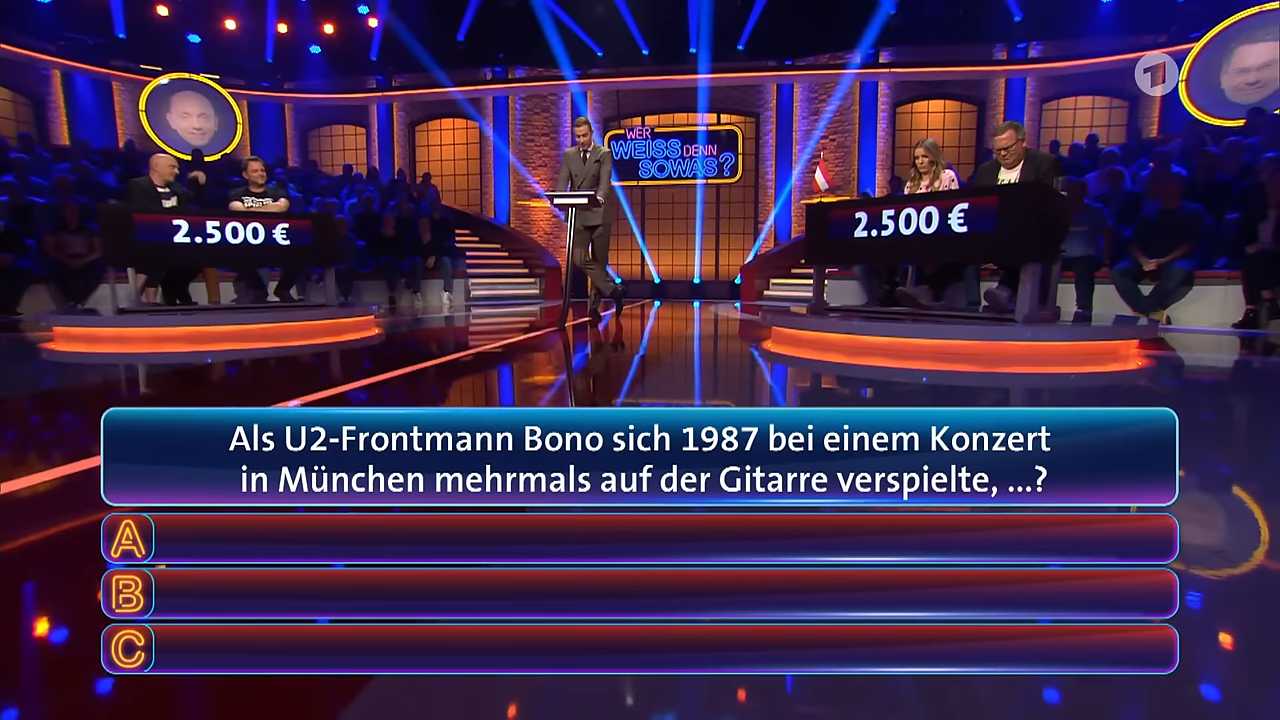 1
WER
WEISS DENN
SOWAS?
2.500 €
2.500 €
Als U2-Frontmann Bono sich 1987 bei einem Konzert
in München mehrmals auf der Gitarre verspielte, ...?
A
B
C